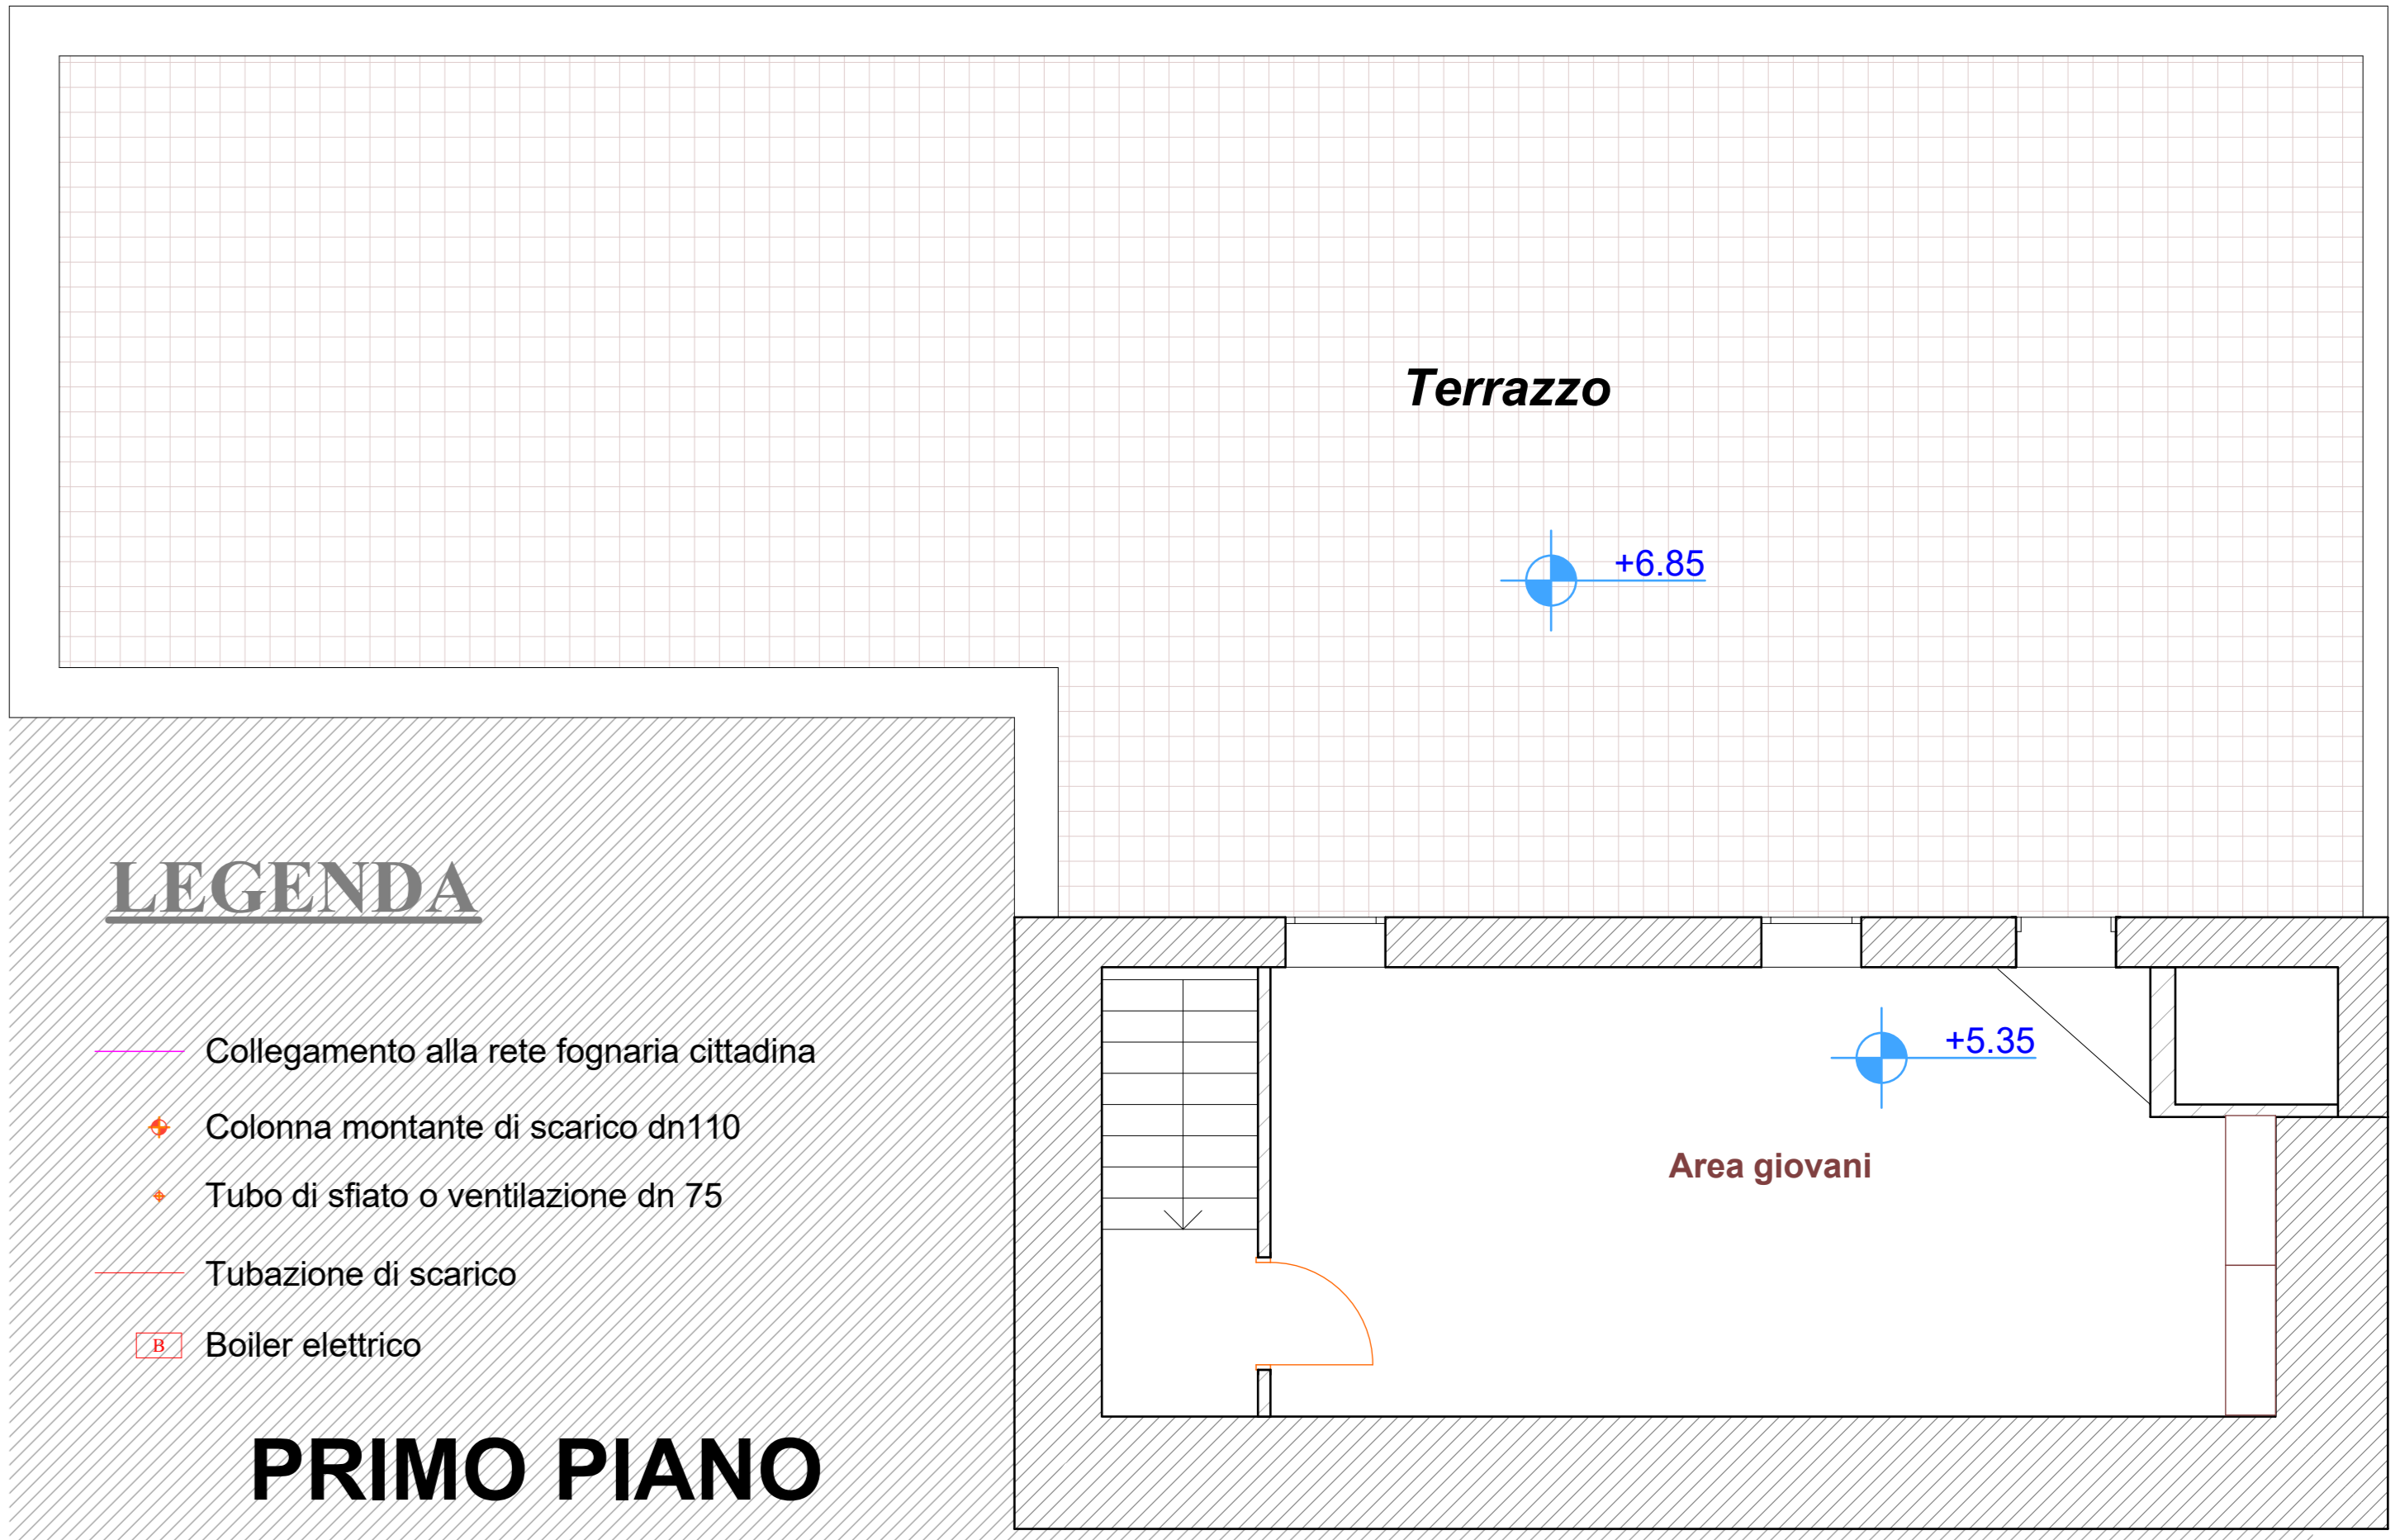 Terrazzo
+6.85
LEGENDA
Collegamento alla rete fognaria cittadina
+5.35
Colonna montante di scarico dn110
Area giovani
Tubo di sfiato o ventilazione dn 75
Tubazione di scarico
B Boiler elettrico
PRIMO PIANO